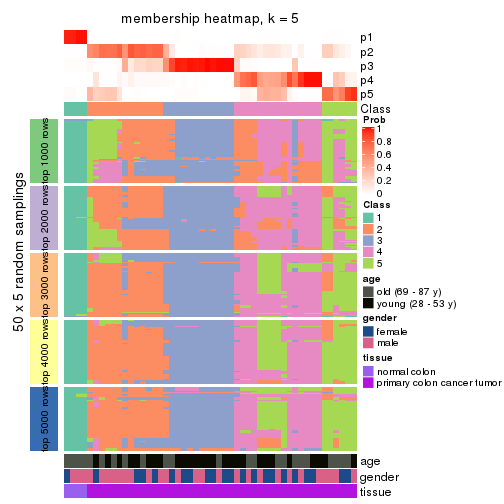 membership heatmap, k = 5
p1
p2
p3
p4
p5
Class
50 x 5 random samplings
top 1000 rows
top 2000 rows
top 3000 rows
top 4000 rows
top 5000 rows
age
gender
tissue
Prob
1
0.8
0.6
0.4
0.2
0
Class
1
2
3
4
5
age
old (69 - 87 y)
young (28 - 53 y)
gender
female
male
tissue
normal colon
primary colon cancer tumor